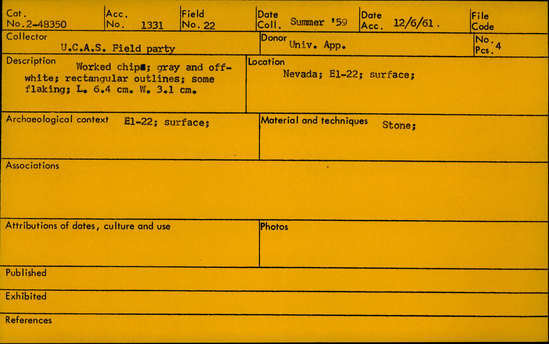 Cat. No. 2-48350 Acc. No. 1331 Field No. 22 Date Coll. Summer '59 Date Acc. 12/6/61. File Code
Collector U.C.A.S. Field party Donor Univ. App. No. Pcs. 4
Description Worked chips; gray and off-
white; rectangular outlines; some
flaking; L. 6.4 cm. W. 3.1 cm.
Location
Nevada; El-22; surface;
Archaeological context El-22; surface; Material and techniques Stone;
Associations
Attributions of dates, culture and use Photos
Published
Exhibited
References